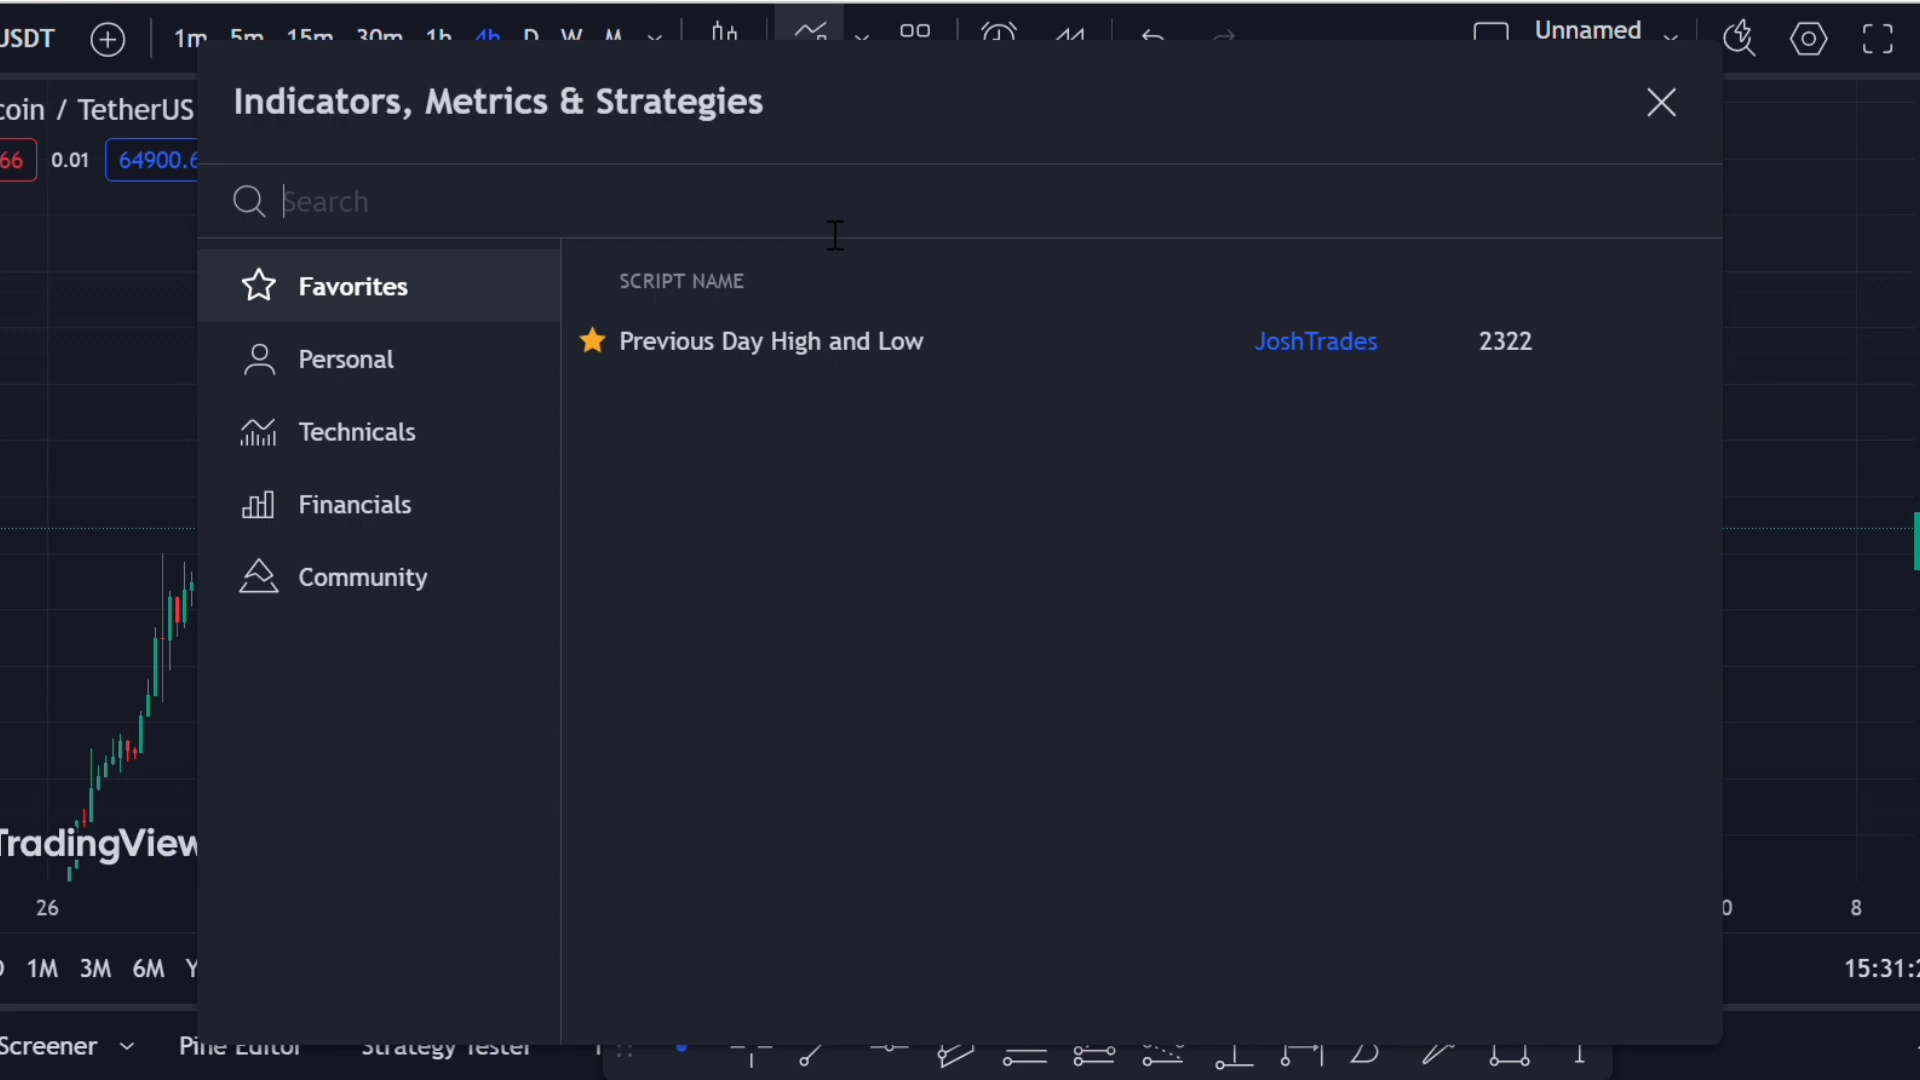 USDT 1m 5m 15m 30m 1h 4h D W M Unnamed
coin / TetherUS
66 0.01 64900.6
Indicators, Metrics & Strategies
Search
Favorites
Personal
Technicals
Financials
Community
SCRIPT NAME
Previous Day High and Low JoshTrades 2322
TradingView
26 0 8
1M 3M 6M Y 15:31:2
Screener Pine Editor Strategy Tester